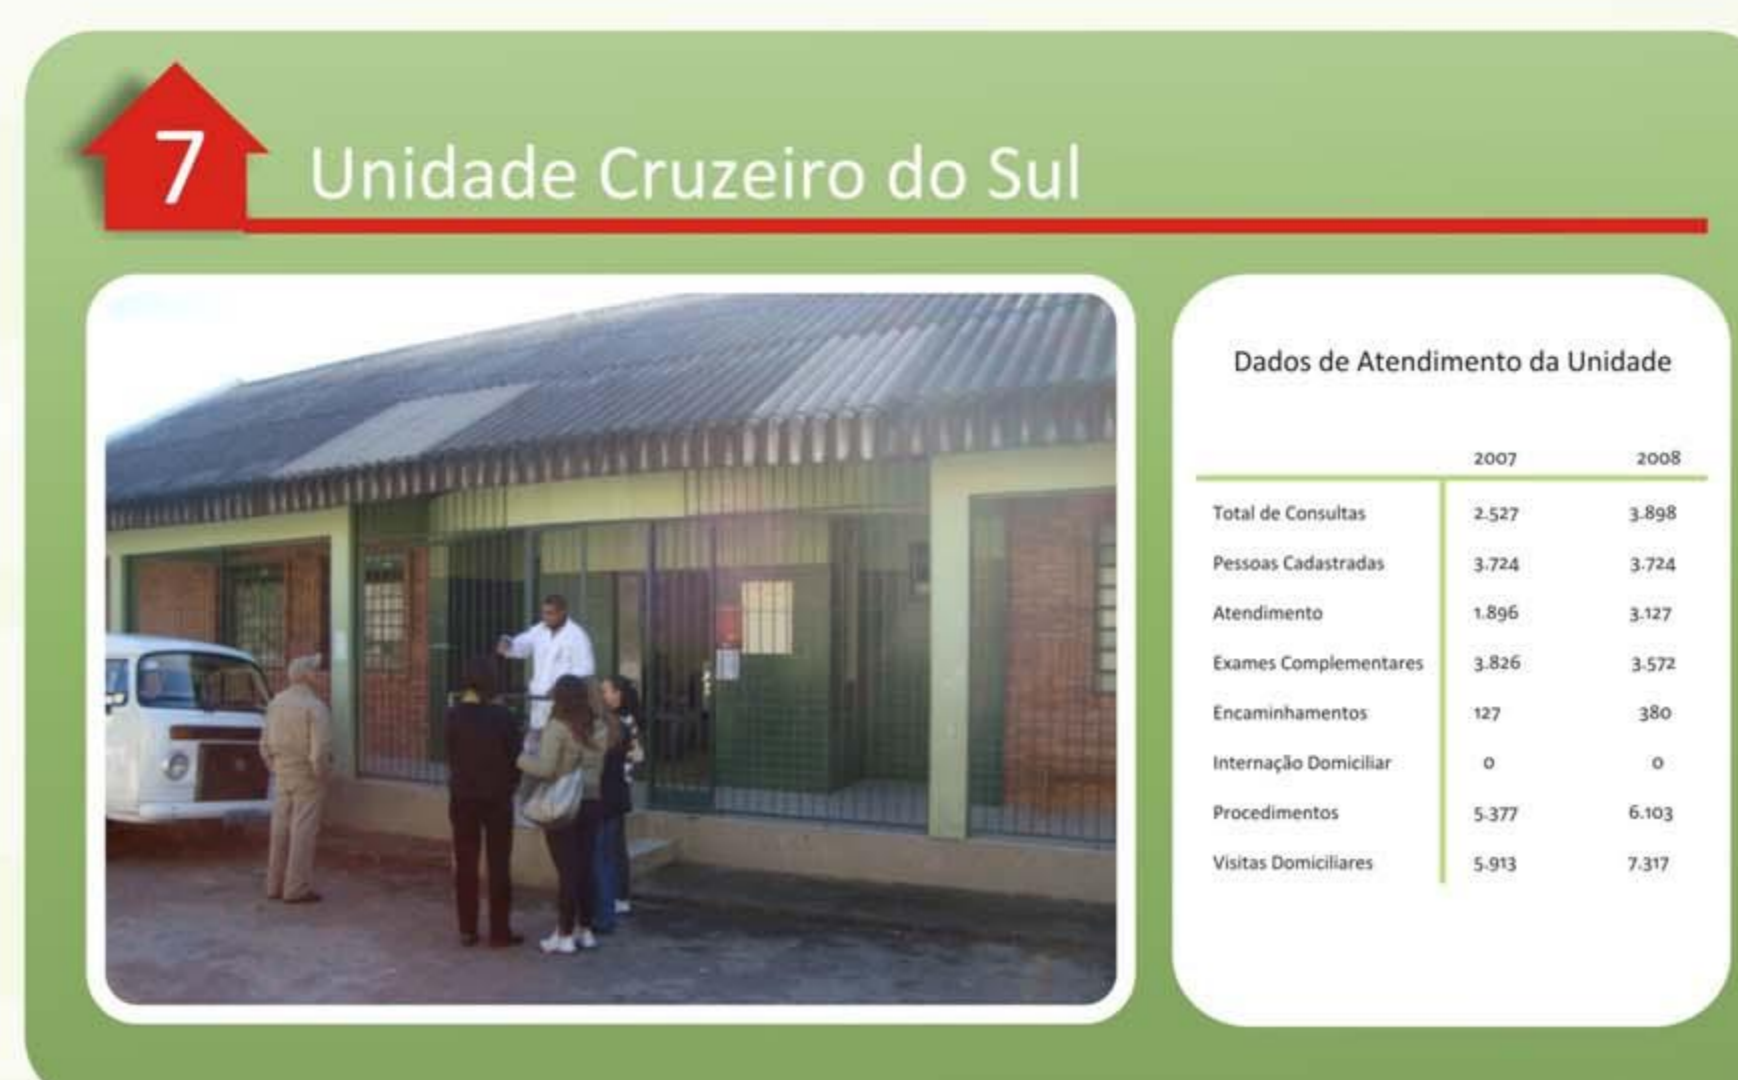 7
Unidade Cruzeiro do Sul
Dados de Atendimento da Unidade
2007 2008
Total de Consultas 2.527 3.898
Pessoas Cadastradas 3.724 3.724
Atendimento 1.896 3.127
Exames Complementares 3.826 3.572
Encaminhamentos 127 380
Internação Domiciliar 0 0
Procedimentos 5.377 6.103
Visitas Domiciliares 5.913 7.317